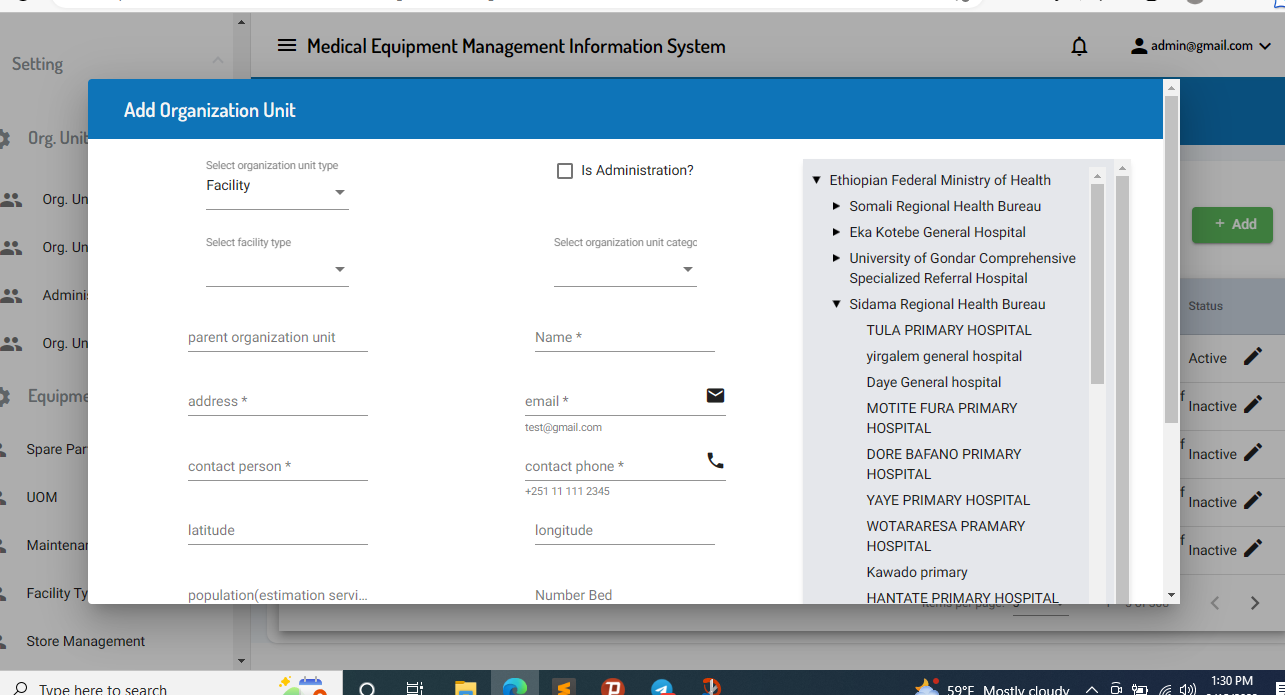 Medical Equipment Management Information System
admin@gmail.com
Setting
Org. Unit
Org. Un
Org. Un
Adminis
Org. Un
Equipme
Spare Par
UOM
Maintenan
Facility Ty
Store Management
Add Organization Unit
Select organization unit type
Facility
Is Administration?
Select facility type
Select organization unit catego
parent organization unit
Name *
address *
email *
test@gmail.com
contact person *
contact phone *
+251 11 111 2345
latitude
longitude
population(estimation servi...
Number Bed
Ethiopian Federal Ministry of Health
Somali Regional Health Bureau
Eka Kotebe General Hospital
University of Gondar Comprehensive
Specialized Referral Hospital
Sidama Regional Health Bureau
TULA PRIMARY HOSPITAL
yirgalem general hospital
Daye General hospital
MOTITE FURA PRIMARY
HOSPITAL
DORE BAFANO PRIMARY
HOSPITAL
YAYE PRIMARY HOSPITAL
WOTARARESA PRAMARY
HOSPITAL
Kawado primary
HANTATE PRIMARY HOSPITAL
+ Add
Status
Active
Inactive
Inactive
Inactive
Inactive
Items per page:
Type here to search
59°F Mostly cloudy
1:30 PM